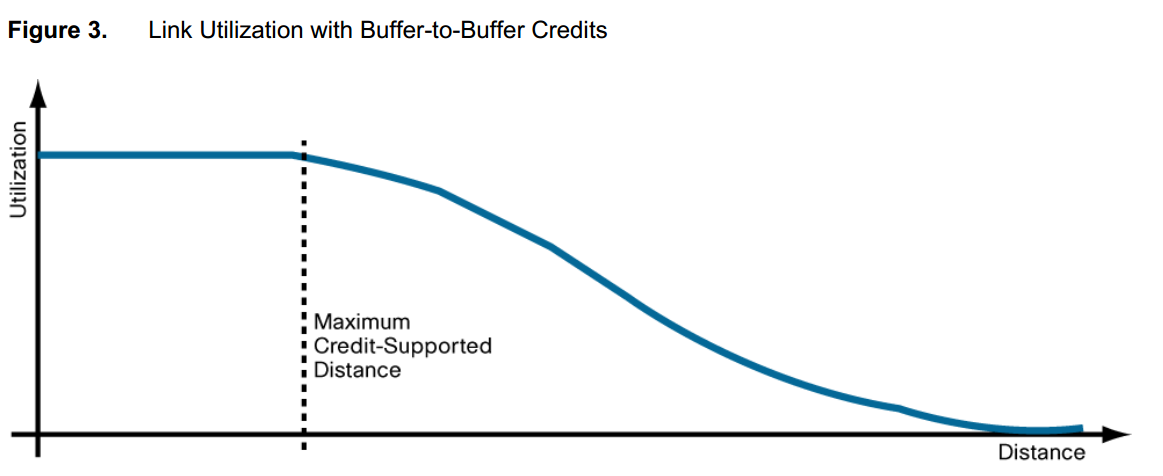 Figure 3. Link Utilization with Buffer-to-Buffer Credits
Utilization
Maximum
Credit-Supported
Distance
Distance